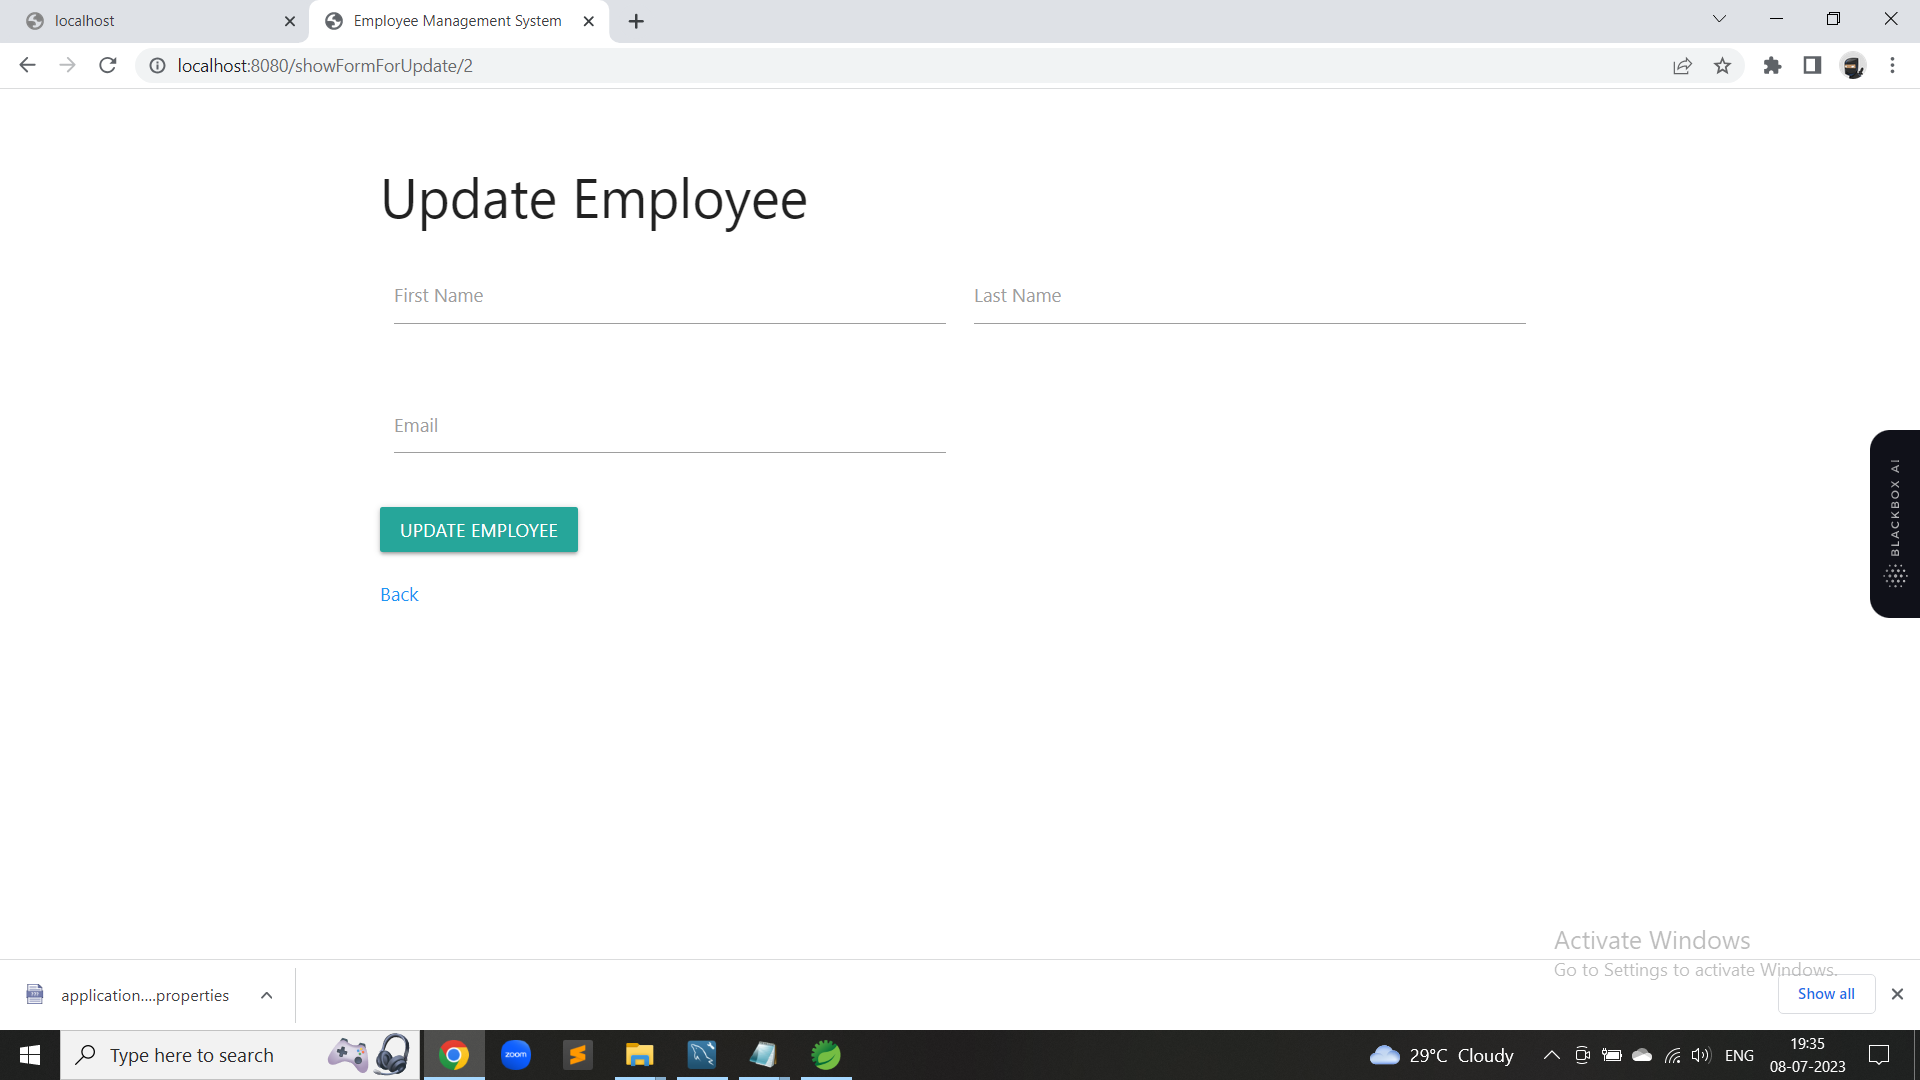 localhost
Employee Management System
localhost:8080/showFormForUpdate/2
Update Employee
First Name
Last Name
Email
UPDATE EMPLOYEE
Back
BLACKBOX AI
Activate Windows
Go to Settings to activate Windows.
application....properties
Show all
Type here to search
zoom
29°C Cloudy
ENG
19:35
08-07-2023